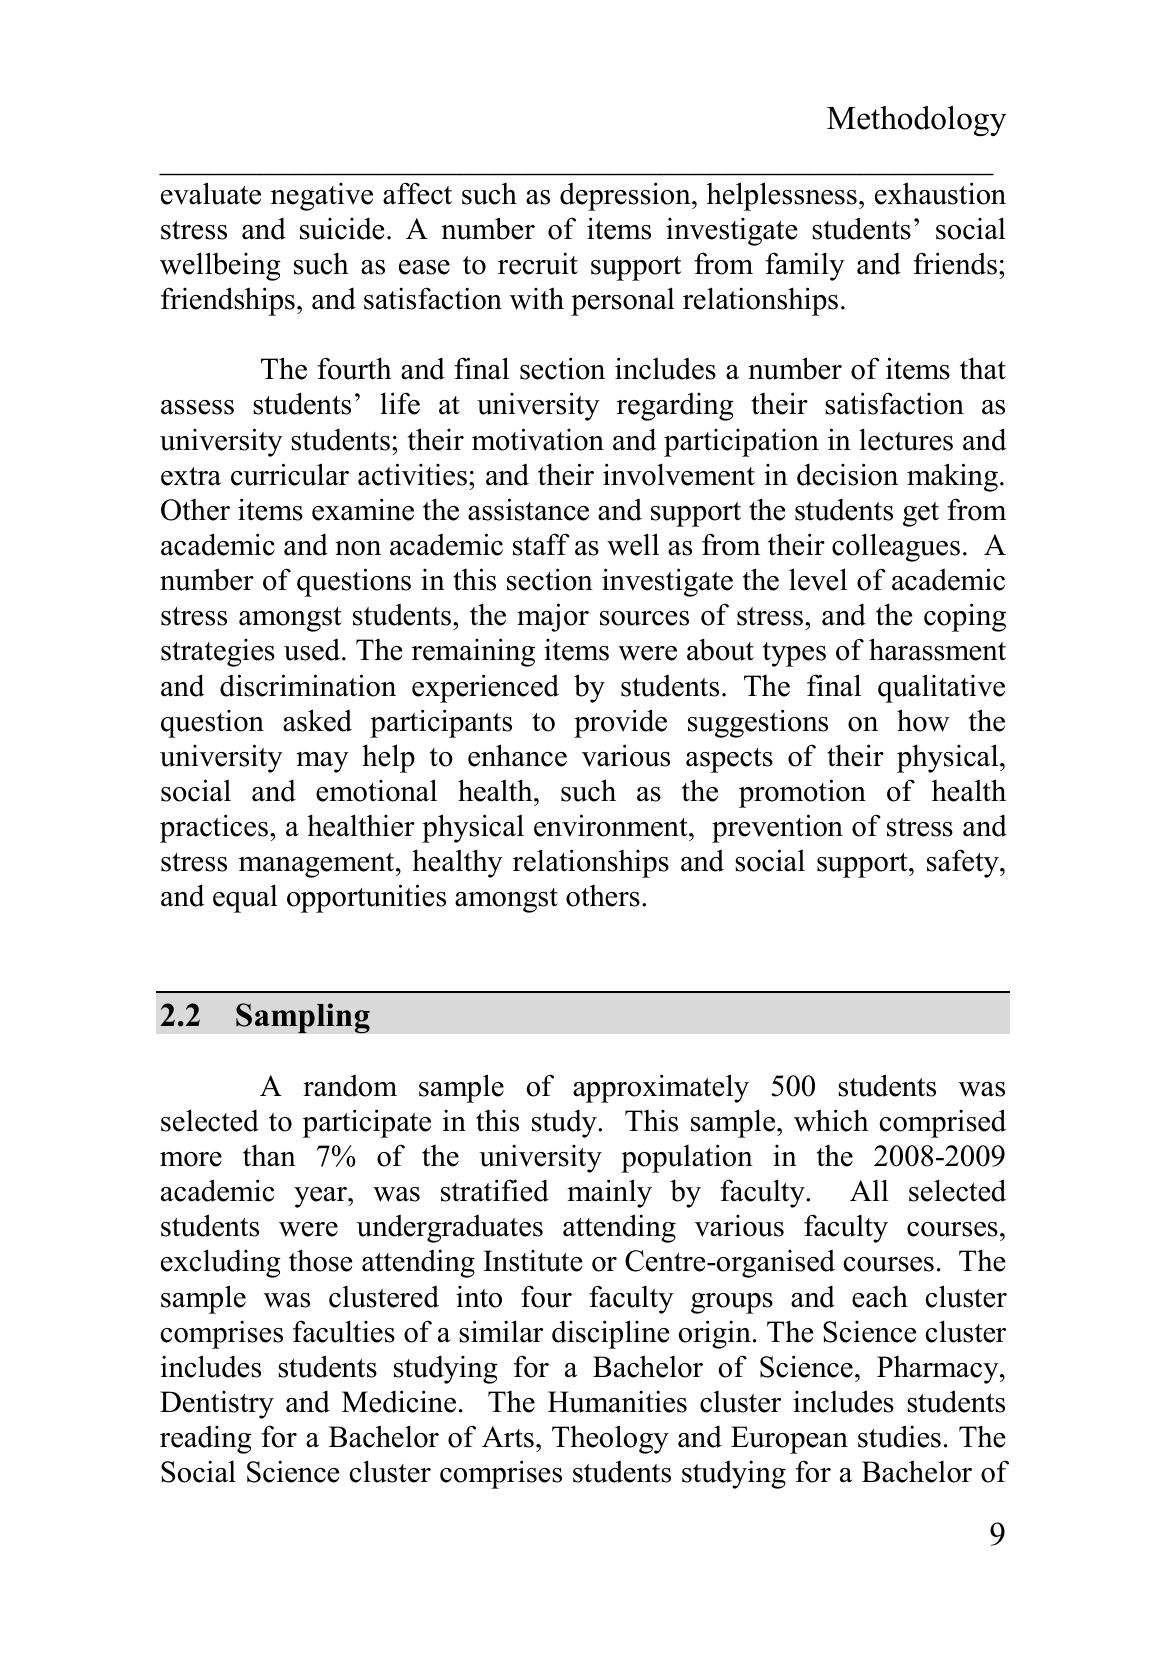 Methodology
evaluate negative affect such as depression, helplessness, exhaustion
stress and suicide. A number of items investigate students’ social
wellbeing such as ease to recruit support from family and friends;
friendships, and satisfaction with personal relationships.
The fourth and final section includes a number of items that
assess students’ life at university regarding their satisfaction as
university students; their motivation and participation in lectures and
extra curricular activities; and their involvement in decision making.
Other items examine the assistance and support the students get from
academic and non academic staff as well as from their colleagues.  A
number of questions in this section investigate the level of academic
stress amongst students, the major sources of stress, and the coping
strategies used. The remaining items were about types of harassment
and discrimination experienced by students. The final qualitative
question asked participants to provide suggestions on how the
university may help to enhance various aspects of their physical,
social and emotional health, such as the promotion of health
practices, a healthier physical environment,  prevention of stress and
stress management, healthy relationships and social support, safety,
and equal opportunities amongst others.
2.2 Sampling
A random sample of approximately 500 students was
selected to participate in this study.  This sample, which comprised
more than 7% of the university population in the 2008-2009
academic year, was stratified mainly by faculty.  All selected
students were undergraduates attending various faculty courses,
excluding those attending Institute or Centre-organised courses.  The
sample was clustered into four faculty groups and each cluster
comprises faculties of a similar discipline origin. The Science cluster
includes students studying for a Bachelor of Science, Pharmacy,
Dentistry and Medicine.  The Humanities cluster includes students
reading for a Bachelor of Arts, Theology and European studies. The
Social Science cluster comprises students studying for a Bachelor of
9